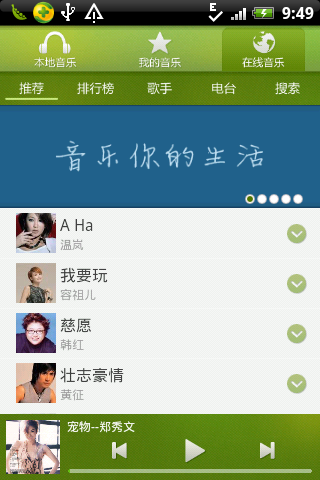 9:49
本地音乐
我的音乐
在线音乐
推荐
排行榜
歌手
电台
搜索
音乐你的生活
A Ha
温岚
我要玩
容祖儿
慈愿
韩红
壮志豪情
黄征
宠物--郑秀文